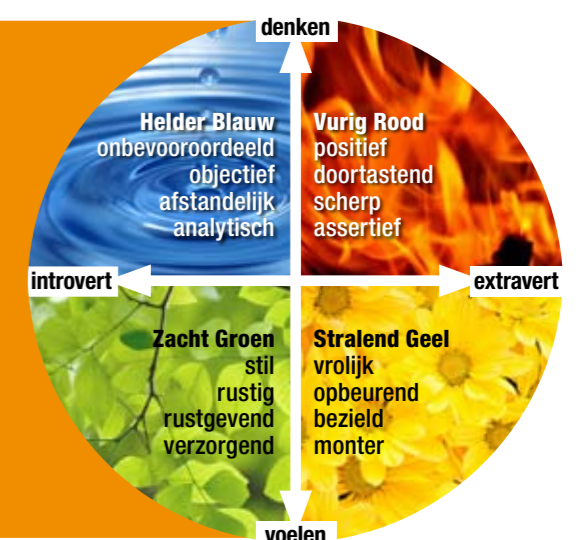 denken
Helder Blauw
onbevooroordeeld
objectief
afstandelijk
analytisch
Vurig Rood
positief
doortastend
scherp
assertief
introvert
extravert
Zacht Groen
stil
rustig
rustgevend
verzorgend
Stralend Geel
vrolijk
opbeurend
bezield
monter
voelen